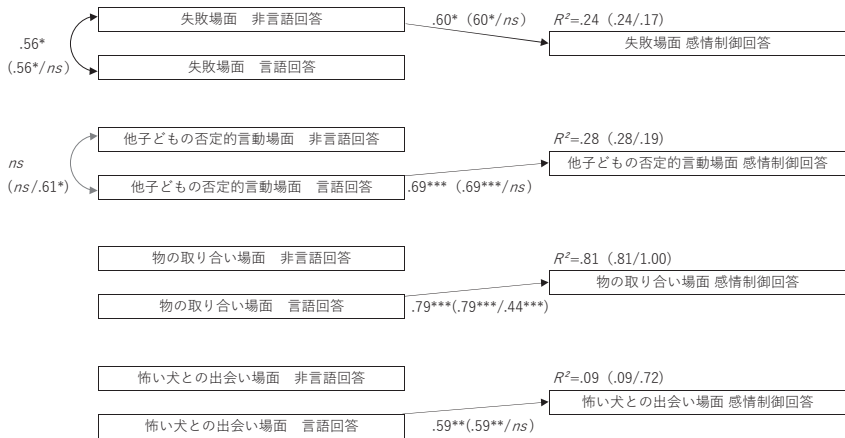 失敗場面　非言語回答
.60*（60*/ns）
R²=.24（.24/.17）
.56*
失敗場面 感情制御回答
(.56*/ns)
失敗場面　言語回答
他子どもの否定的言動場面　非言語回答
R²=.28（.28/.19）
ns
他子どもの否定的言動場面 感情制御回答
(ns/.61*)
他子どもの否定的言動場面　言語回答
.69***（.69***/ns）
物の取り合い場面　非言語回答
R²=.81（.81/1.00）
物の取り合い場面 感情制御回答
物の取り合い場面　言語回答
.79***(.79***/.44***)
怖い犬との出会い場面　非言語回答
R²=.09（.09/.72）
怖い犬との出会い場面 感情制御回答
怖い犬との出会い場面　言語回答
.59**(.59**/ns)